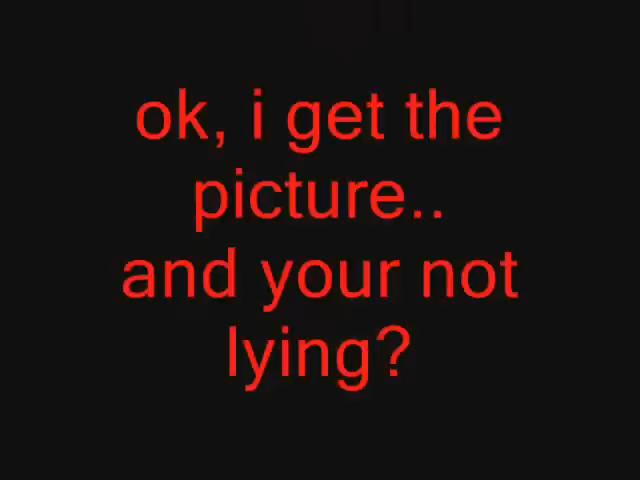 ok, i get the
picture..
and your not
lying?